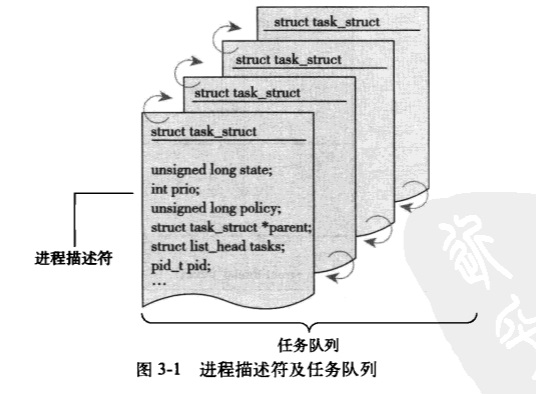 struct task_struct
struct task_struct
struct task_struct
struct task_struct
unsigned long state;
int prio;
unsigned long policy;
struct task_struct *parent;
struct list_head tasks;
pid_t pid;
…
进程描述符
任务队列
图 3-1 进程描述符及任务队列